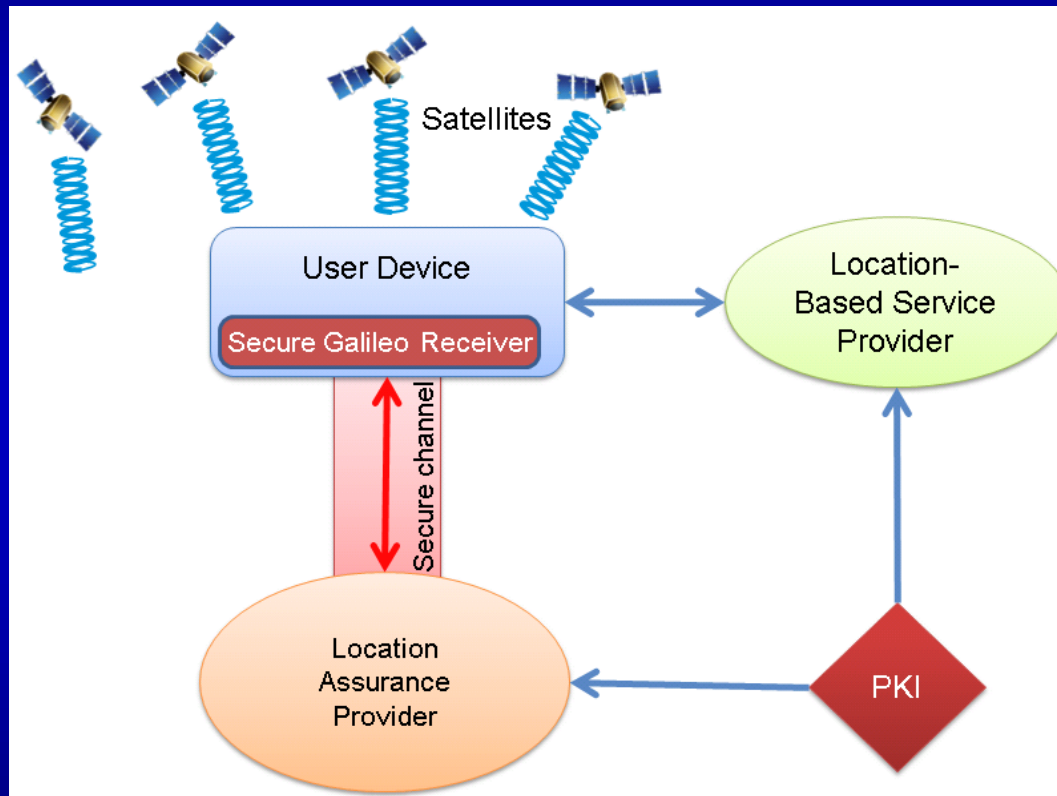 Satellites
User Device
Secure Galileo Receiver
Location-
Based Service
Provider
Secure channel
Location
Assurance
Provider
PKI